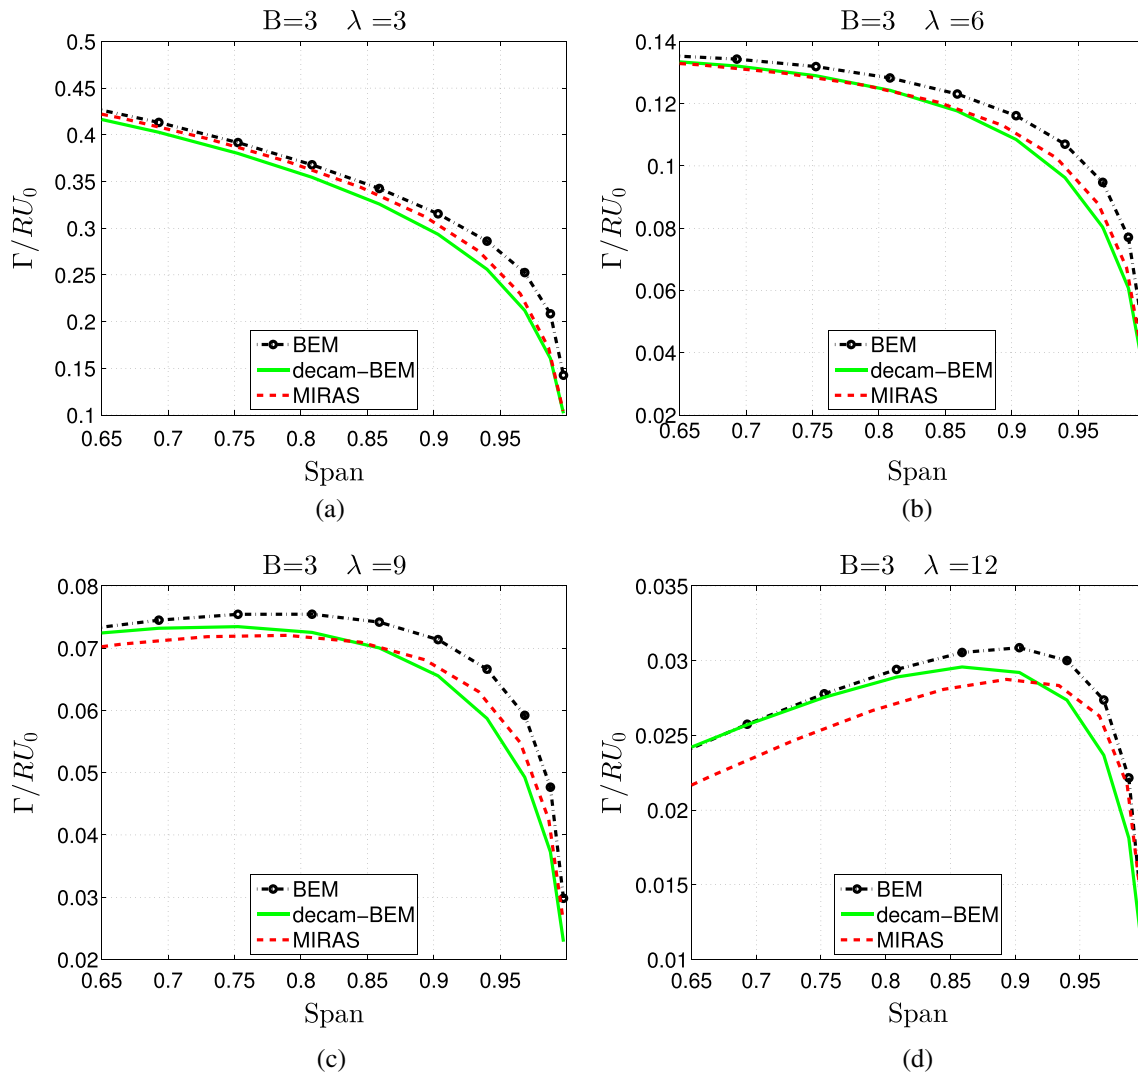 B=3 λ =3
0.5
0.45
0.4
0.35
0.3
0.25
0.2
0.15
0.1
Γ/RU₀
BEM
decam−BEM
MIRAS
0.65 0.7 0.75 0.8 0.85 0.9 0.95
Span
(a)
B=3 λ =6
0.14
0.12
0.1
0.08
0.06
0.04
0.02
Γ/RU₀
BEM
decam−BEM
MIRAS
0.65 0.7 0.75 0.8 0.85 0.9 0.95
Span
(b)
B=3 λ =9
0.08
0.07
0.06
0.05
0.04
0.03
0.02
Γ/RU₀
BEM
decam−BEM
MIRAS
0.65 0.7 0.75 0.8 0.85 0.9 0.95
Span
(c)
B=3 λ =12
0.035
0.03
0.025
0.02
0.015
0.01
Γ/RU₀
BEM
decam−BEM
MIRAS
0.65 0.7 0.75 0.8 0.85 0.9 0.95
Span
(d)